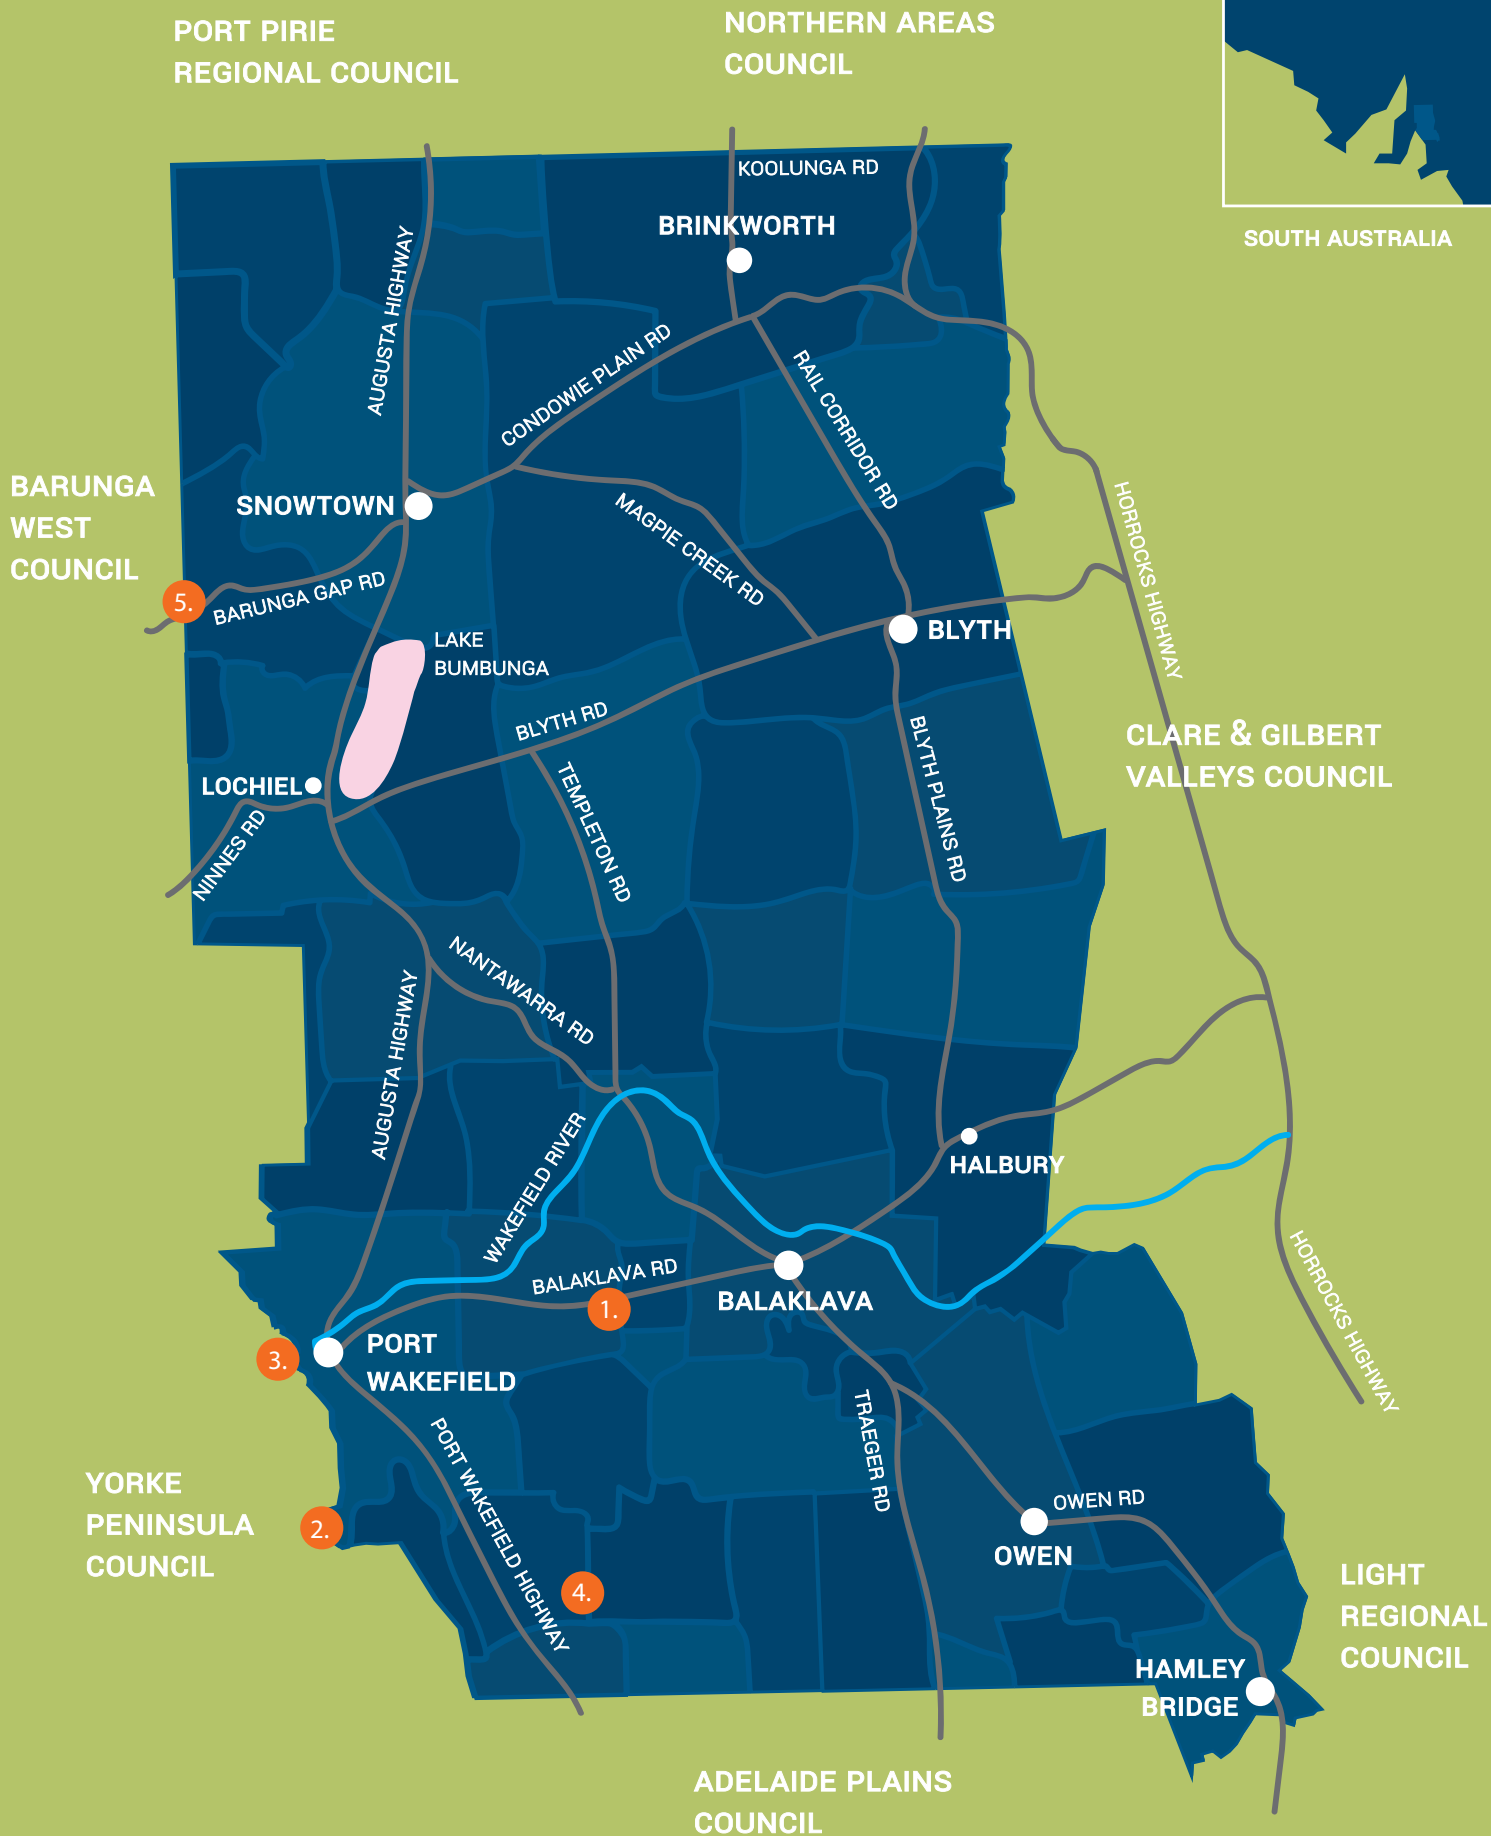 PORT PIRIE
REGIONAL COUNCIL
NORTHERN AREAS
COUNCIL
SOUTH AUSTRALIA
KOOLUNGA RD
BRINKWORTH
AUGUSTA HIGHWAY
CONDOWIE PLAIN RD
RAIL CORRIDOR RD
BARUNGA
WEST
COUNCIL
SNOWTOWN
MAGPIE CREEK RD
HORROCKS HIGHWAY
5.
BARUNGA GAP RD
BLYTH
LAKE
BUMBUNGA
BLYTH RD
CLARE & GILBERT
VALLEYS COUNCIL
LOCHIEL
NINNES RD
TEMPLETON RD
BLYTH PLAINS RD
NANTAWARRA RD
AUGUSTA HIGHWAY
WAKEFIELD RIVER
HALBURY
BALAKLAVA RD
1.
BALAKLAVA
HORROCKS HIGHWAY
3.
PORT
WAKEFIELD
PORT WAKEFIELD HIGHWAY
TRAEGER RD
YORKE
PENINSULA
COUNCIL
2.
OWEN RD
OWEN
4.
LIGHT
REGIONAL
COUNCIL
HAMLEY
BRIDGE
ADELAIDE PLAINS
COUNCIL